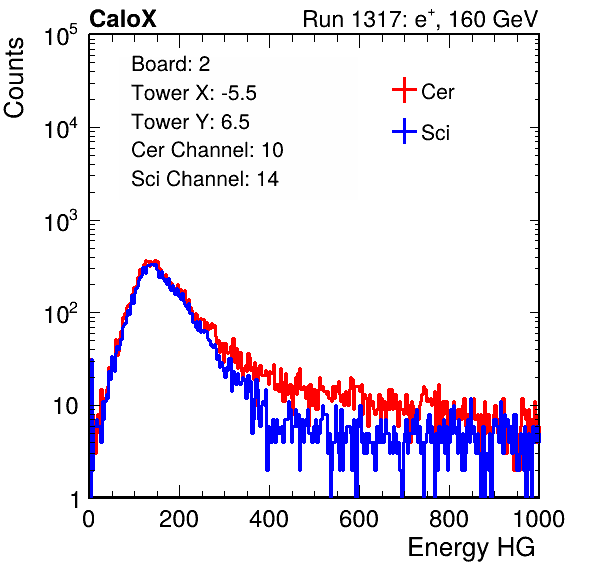 CaloX Run 1317: e⁺, 160 GeV
Counts
10⁵
10⁴
10³
10²
10
1
Board: 2
Tower X: -5.5
Tower Y: 6.5
Cer Channel: 10
Sci Channel: 14
Cer
Sci
0 200 400 600 800 1000
Energy HG